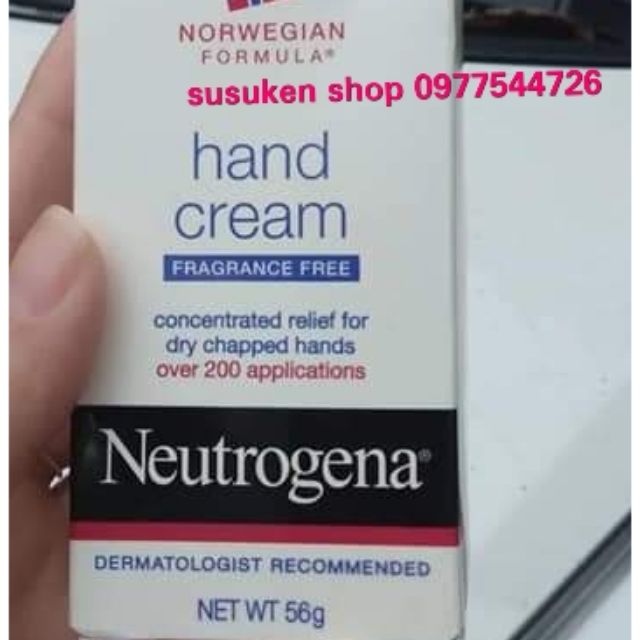 NORWEGIAN
FORMULA®
susuken shop 0977544726
hand
cream
FRAGRANCE FREE
concentrated relief for
dry chapped hands
over 200 applications
Neutrogena®
DERMATOLOGIST RECOMMENDED
NET WT 56g